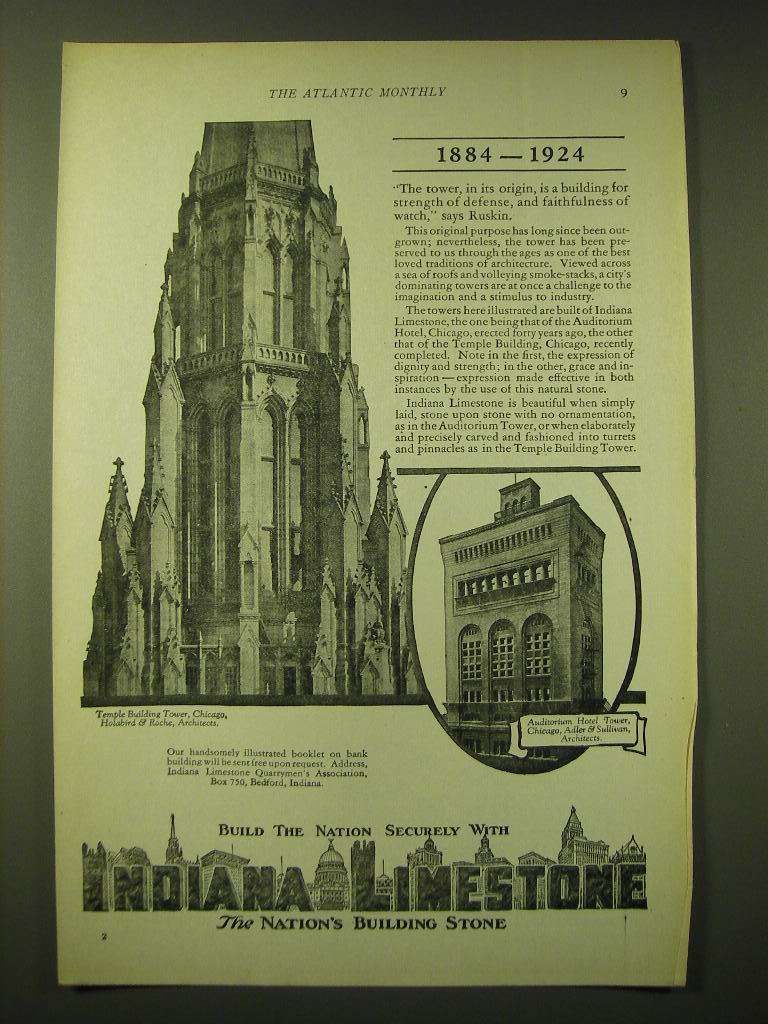 THE ATLANTIC MONTHLY
9
1884 — 1924
"The tower, in its origin, is a building for
strength of defense, and faithfulness of
watch," says Ruskin.
This original purpose has long since been out-
grown; nevertheless, the tower has been pre-
served to us through the ages as one of the best
loved traditions of architecture. Viewed across
a sea of roofs and volleying smoke-stacks, a city's
dominating towers are at once a challenge to the
imagination and a stimulus to industry.
The towers here illustrated are built of Indiana
Limestone, the one being that of the Auditorium
Hotel, Chicago, erected forty years ago, the other
that of the Temple Building, Chicago, recently
completed. Note in the first, the expression of
dignity and strength; in the other, grace and in-
spiration — expression made effective in both
instances by the use of this natural stone.
Indiana Limestone is beautiful when simply
laid, stone upon stone with no ornamentation,
as in the Auditorium Tower, or when elaborately
and precisely carved and fashioned into turrets
and pinnacles as in the Temple Building Tower.
Temple Building Tower, Chicago,
Holabird & Roche, Architects.
Auditorium Hotel Tower,
Chicago, Adler & Sullivan,
Architects.
Our handsomely illustrated booklet on bank
building will be sent free upon request. Address,
Indiana Limestone Quarrymen's Association,
Box 750, Bedford, Indiana.
BUILD THE NATION SECURELY WITH
INDIANA LIMESTONE
The NATION'S BUILDING STONE
2